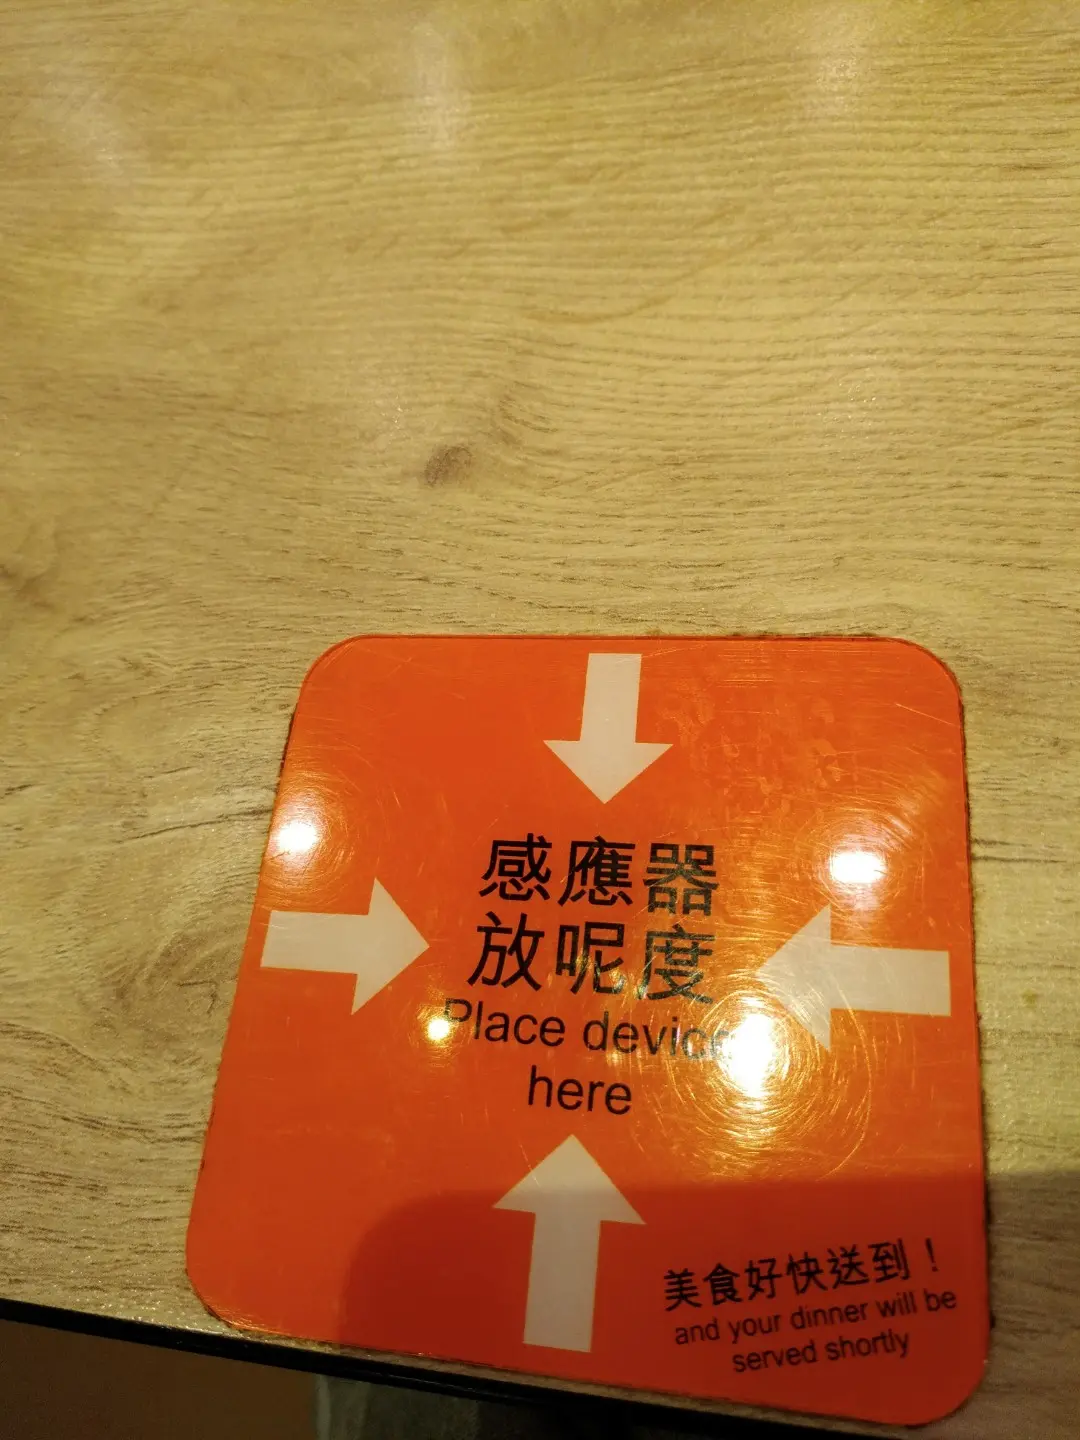 感應器
放呢度
Place device
here
美食好快送到！
and your dinner will be
served shortly